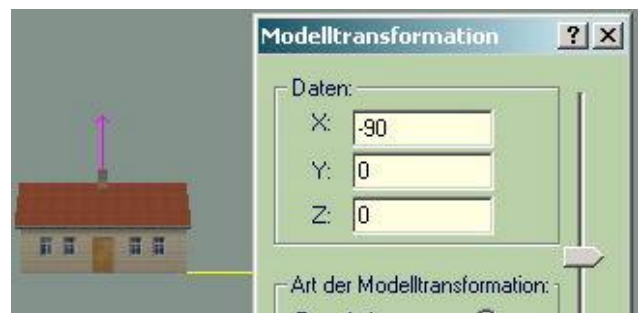 Modelltransformation
Daten:
X: -90
Y: 0
Z: 0
Art der Modelltransformation: